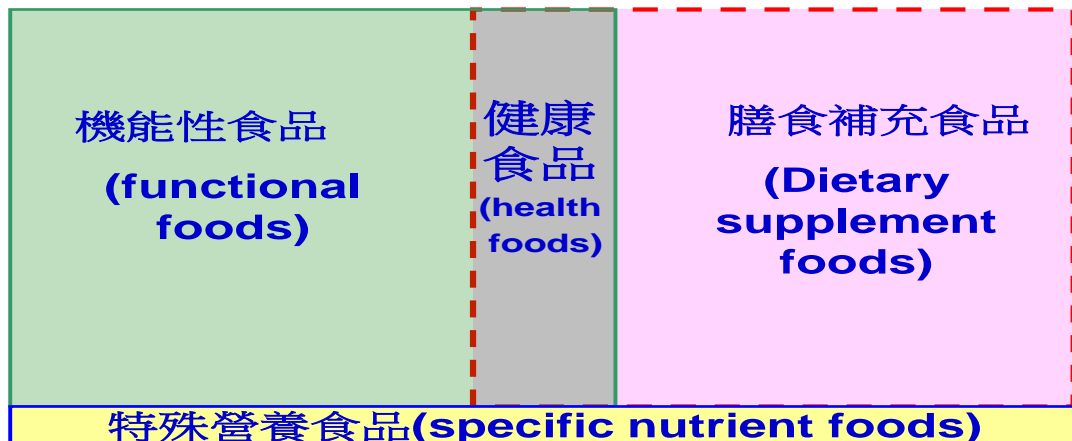 機能性食品
(functional
foods)
健康
食品
(health
foods)
膳食補充食品
(Dietary
supplement
foods)
特殊營養食品(specific nutrient foods)